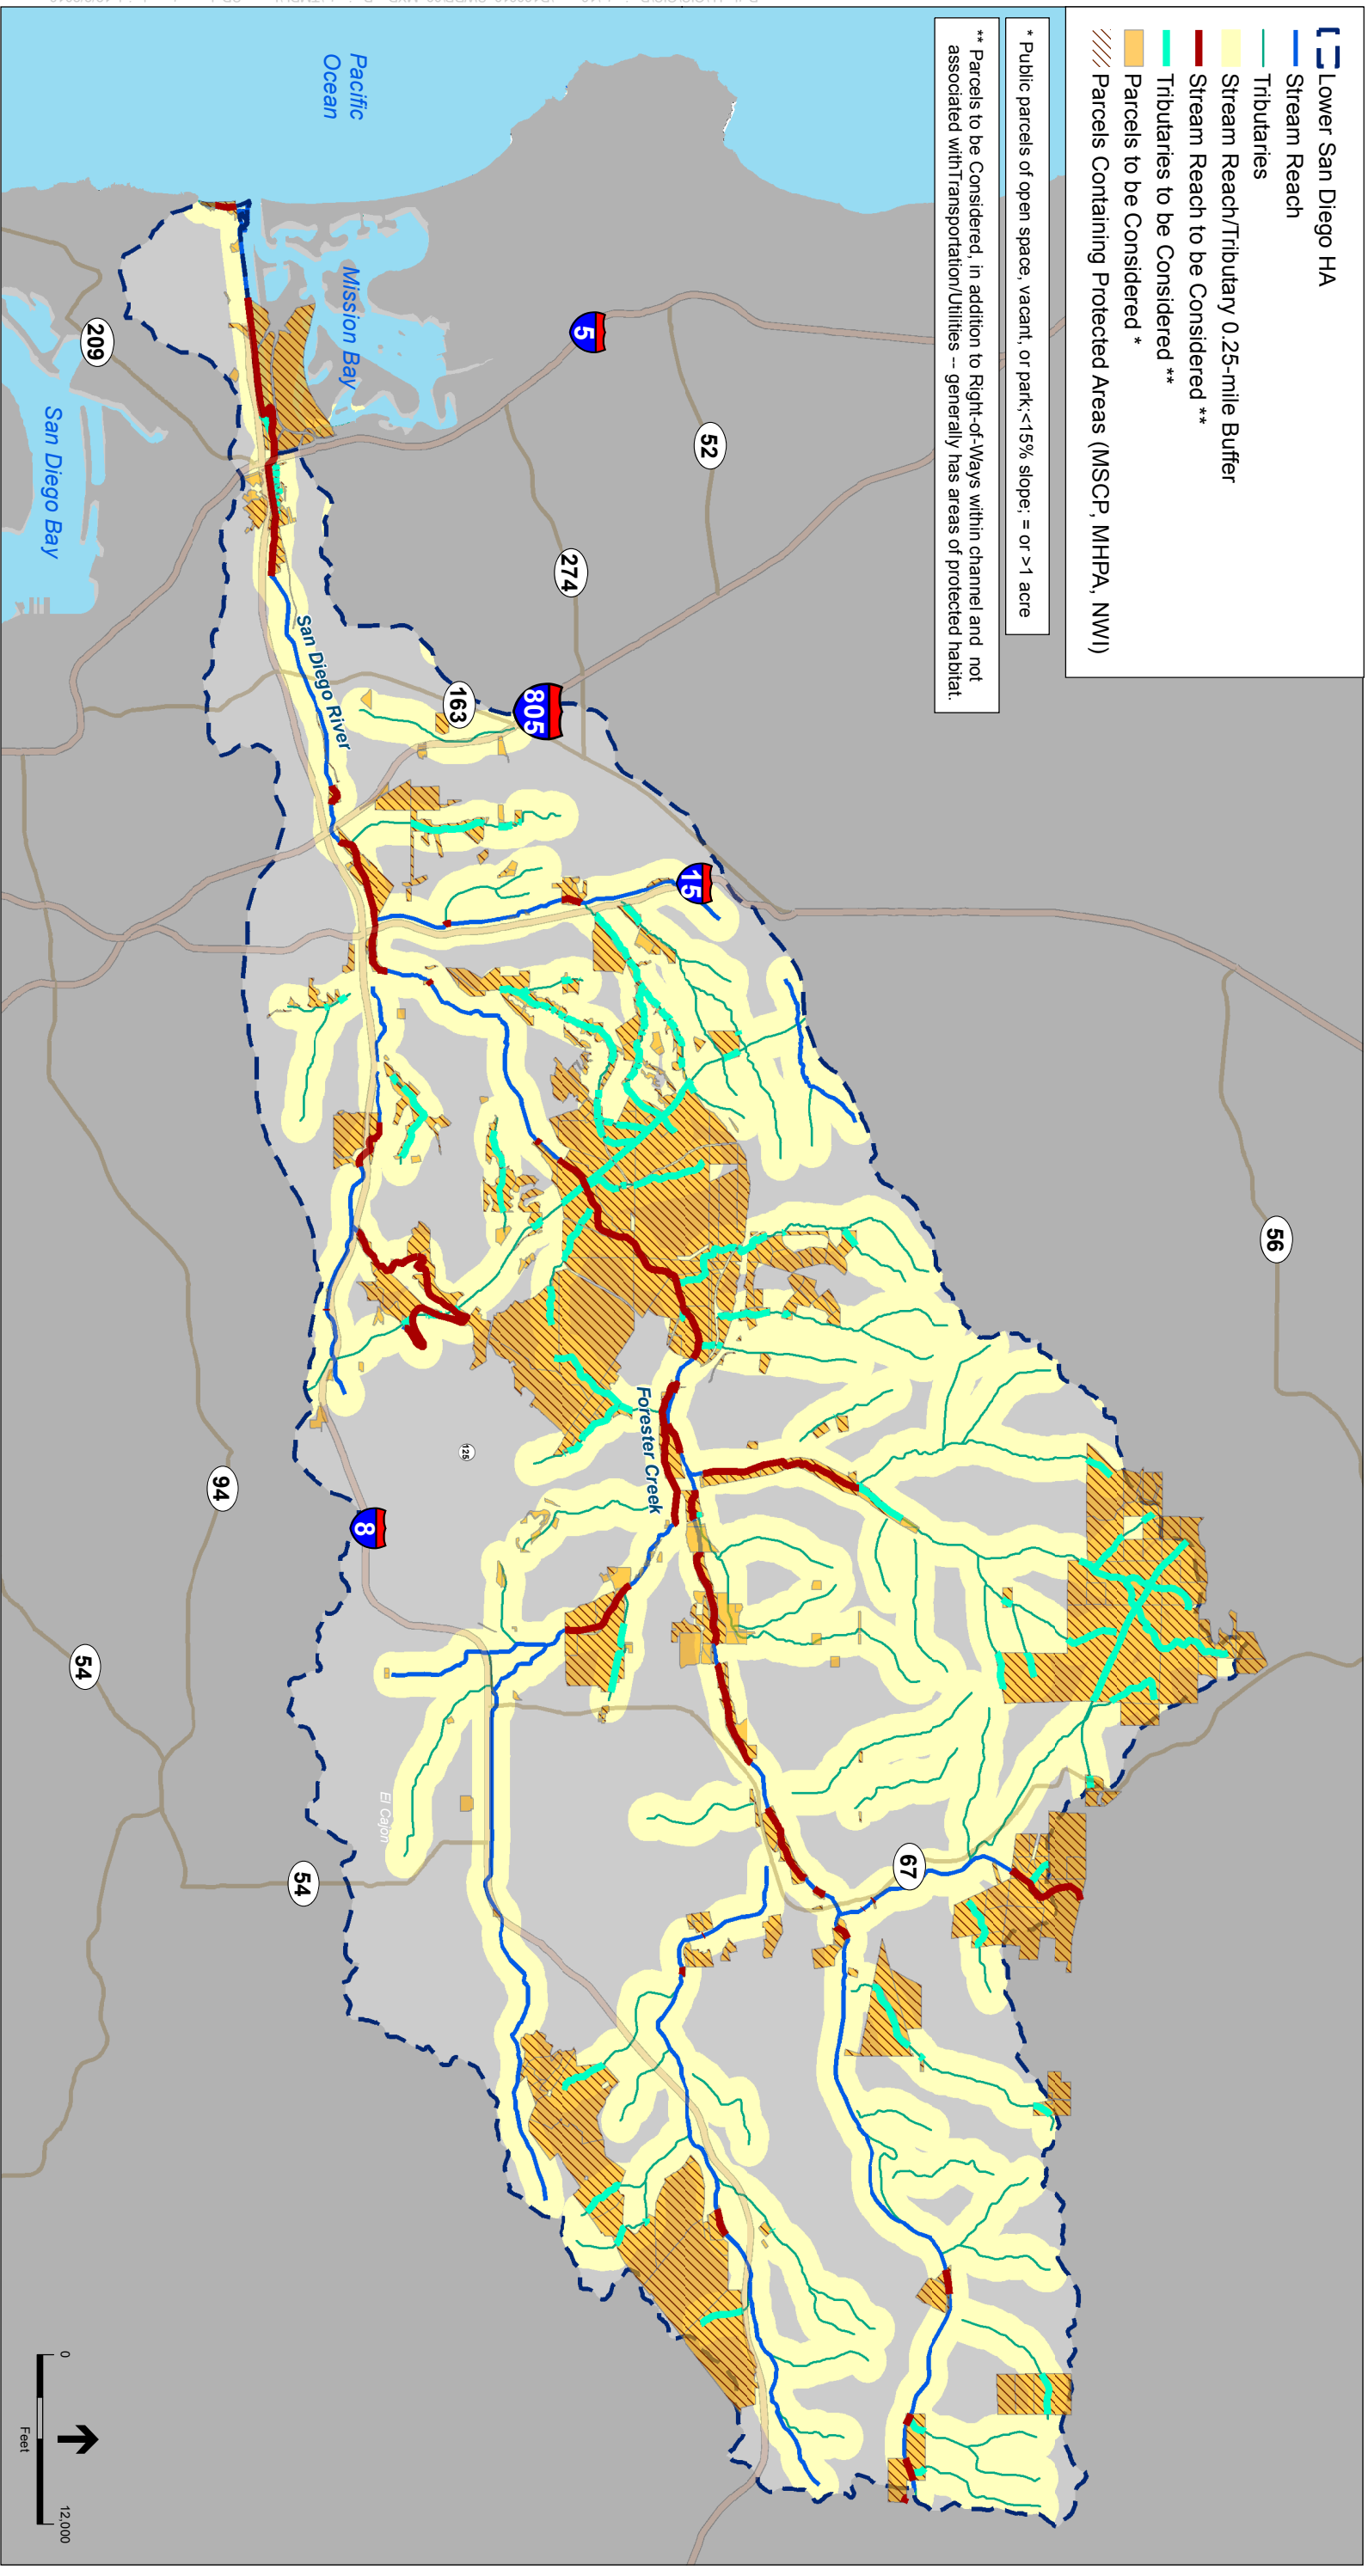 Lower San Diego HA
Stream Reach
Tributaries
Stream Reach/Tributary 0.25-mile Buffer
Stream Reach to be Considered **
Tributaries to be Considered **
Parcels to be Considered *
Parcels Containing Protected Areas (MSCP, MHPA, NWI)
* Public parcels of open space, vacant, or park;<15% slope; = or >1 acre
** Parcels to be Considered, in addition to Right-of-Ways within channel and not
associated withTransportation/Utilities -- generally has areas of protected habitat.
Pacific
Ocean
Mission Bay
San Diego Bay
209
5
52
274
163
805
San Diego River
15
56
Forester Creek
125
94
8
54
El Cajon
54
67
0
12,000
Feet